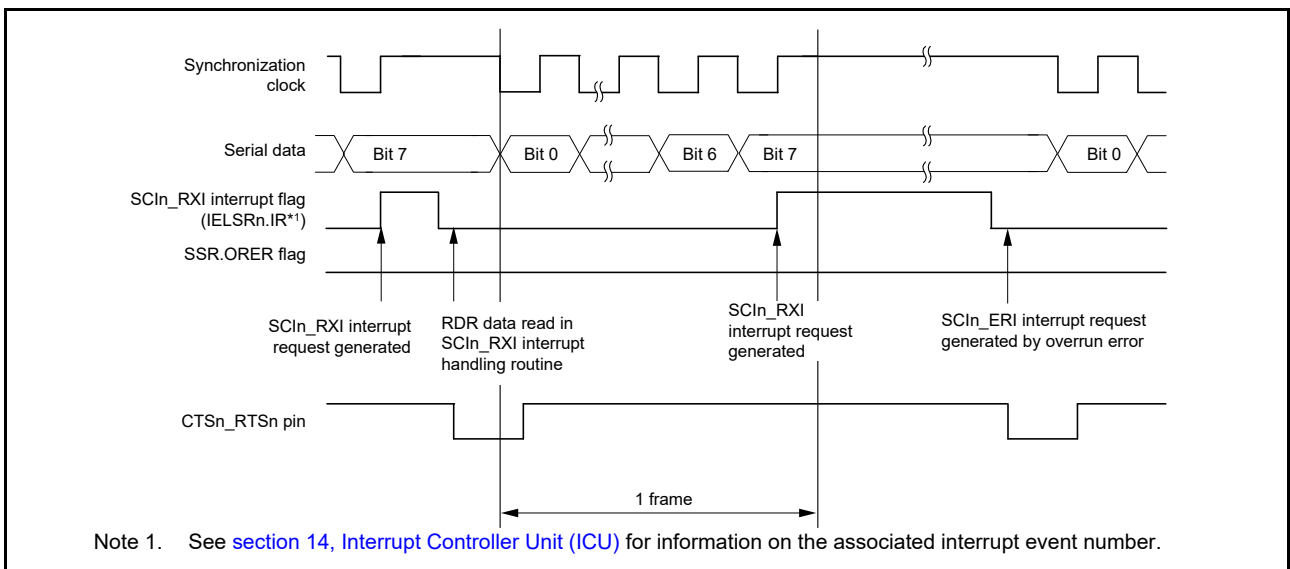 Synchronization
clock
Serial data
Bit 7
Bit 0
Bit 6
Bit 7
Bit 0
SCIn_RXI interrupt flag
(IELSRn.IR*1)
SSR.ORER flag
SCIn_RXI interrupt
request generated
RDR data read in
SCIn_RXI interrupt
handling routine
SCIn_RXI
interrupt request
generated
SCIn_ERI interrupt request
generated by overrun error
CTSn_RTSn pin
1 frame
Note 1. See section 14, Interrupt Controller Unit (ICU) for information on the associated interrupt event number.